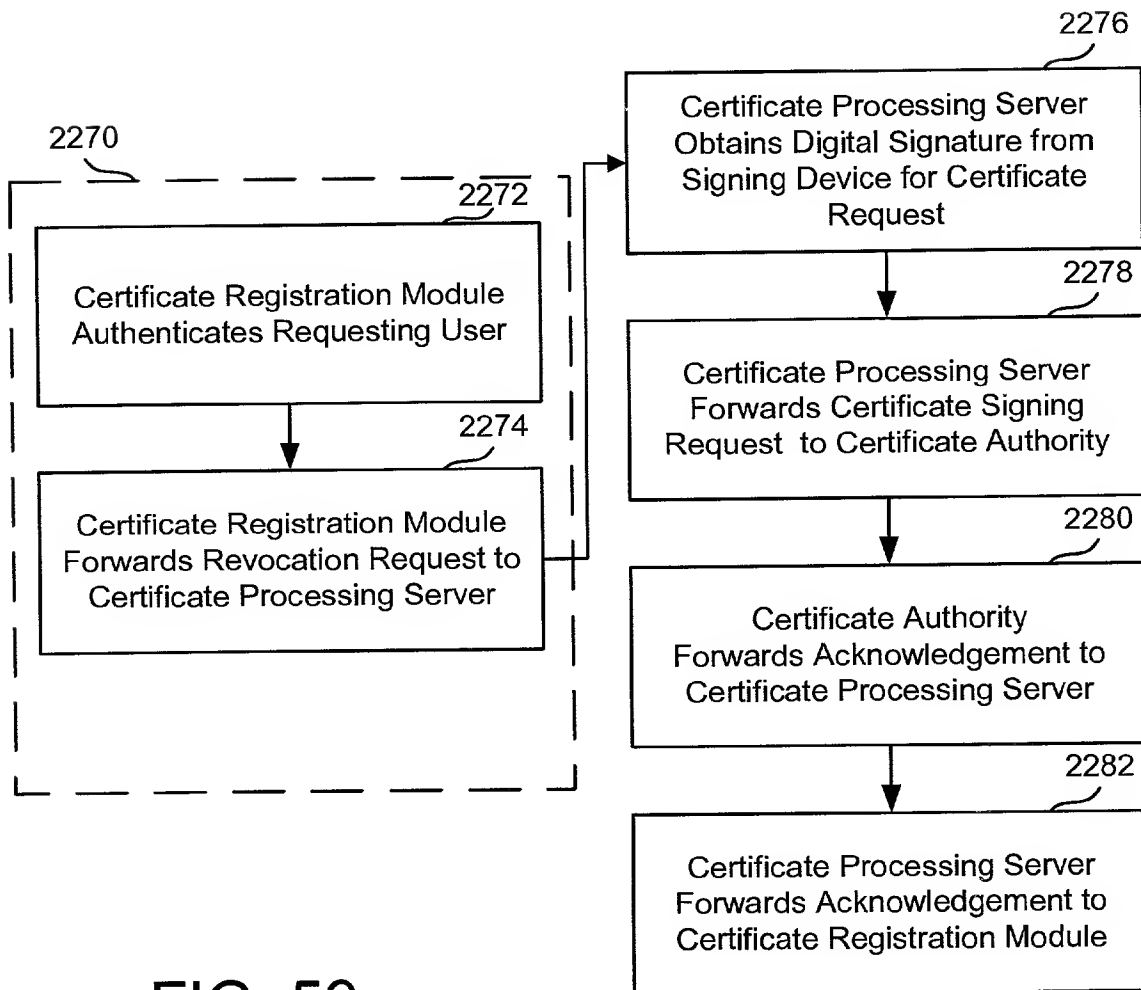 2270
2272
Certificate Registration Module
Authenticates Requesting User
2274
Certificate Registration Module
Forwards Revocation Request to
Certificate Processing Server
2276
Certificate Processing Server
Obtains Digital Signature from
Signing Device for Certificate
Request
2278
Certificate Processing Server
Forwards Certificate Signing
Request to Certificate Authority
2280
Certificate Authority
Forwards Acknowledgement to
Certificate Processing Server
2282
Certificate Processing Server
Forwards Acknowledgement to
Certificate Registration Module